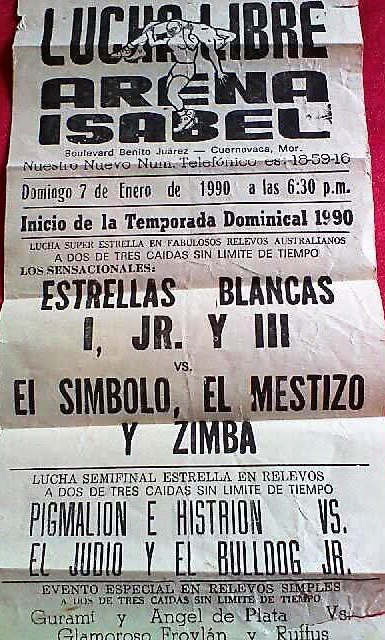 LUCHA LIBRE
ARENA
ISABEL
Boulevard Benito Juárez — Cuernavaca, Mor.
Nuestro Nuevo Num. Telefónico es: 18-59-16
Domingo 7 de Enero de 1990 a las 6:30 p.m.
Inicio de la Temporada Dominical 1990
LUCHA SUPER ESTRELLA EN FABULOSOS RELEVOS AUSTRALIANOS
A DOS DE TRES CAIDAS SIN LIMITE DE TIEMPO
LOS SENSACIONALES:
ESTRELLAS BLANCAS
I, JR. Y III
VS.
El SIMBOLO, EL MESTIZO
Y ZIMBA
LUCHA SEMIFINAL ESTRELLA EN RELEVOS
A DOS DE TRES CAIDAS SIN LIMITE DE TIEMPO
PIGMALION E HISTRION VS.
EL JUDIO Y EL BULLDOG JR.
EVENTO ESPECIAL EN RELEVOS SIMPLES
A DOS DE TRES CAIDAS SIN LIMITE DE TIEMPO
Gurami y Angel de Plata Vs.
Glamoroso Froylán y Ruffus